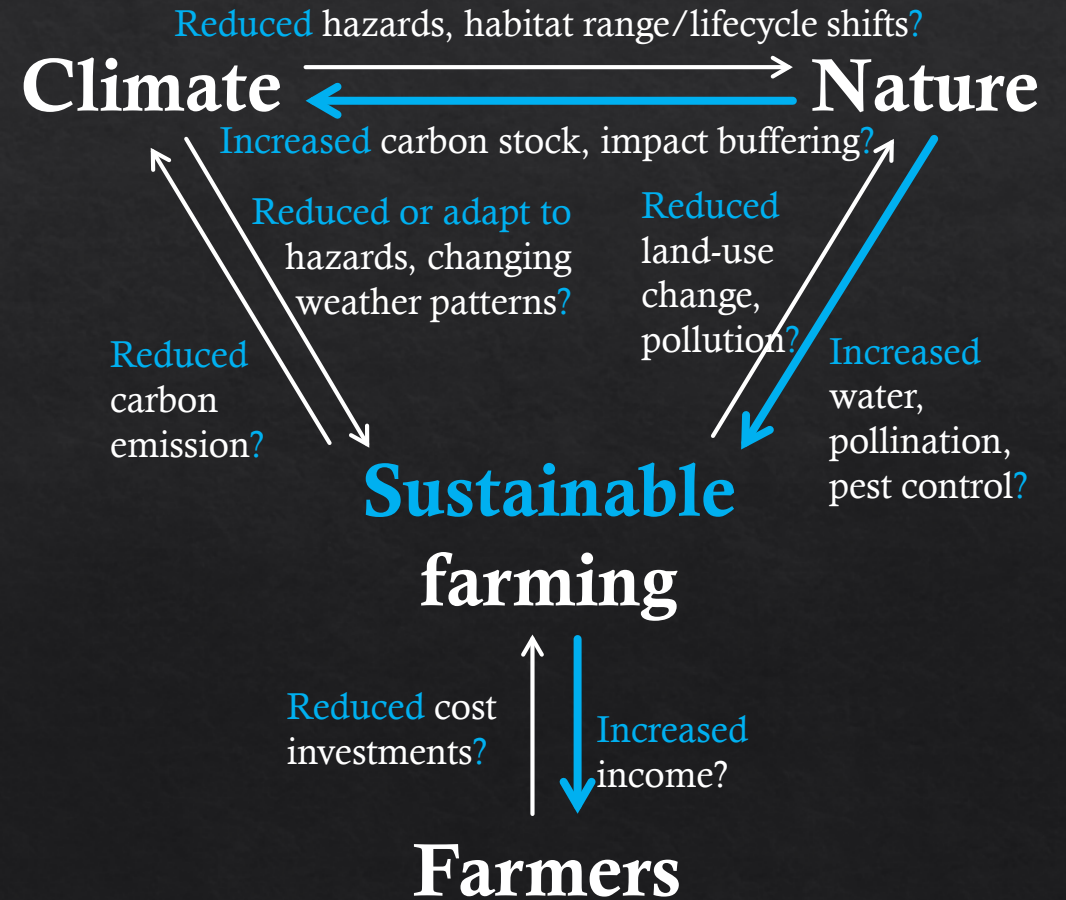 Reduced hazards, habitat range/lifecycle shifts?
Climate
Nature
Increased carbon stock, impact buffering?
Reduced or adapt to
hazards, changing
weather patterns?
Reduced
land-use
change,
pollution?
Reduced
carbon
emission?
Increased
water,
pollination,
pest control?
Sustainable
farming
Reduced cost
investments?
Increased
income?
Farmers